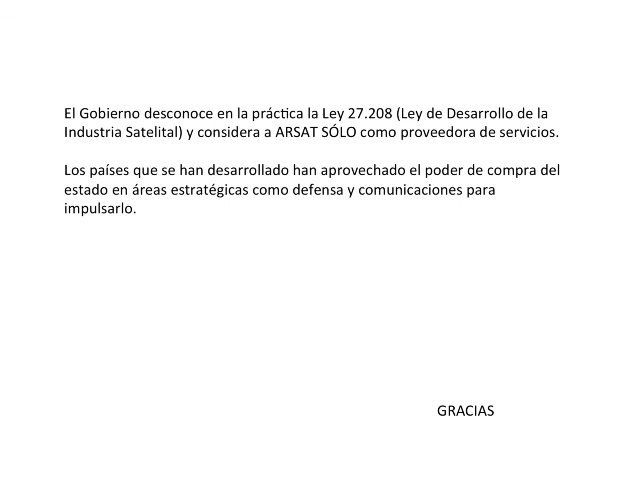 El Gobierno desconoce en la práctica la Ley 27.208 (Ley de Desarrollo de la
Industria Satelital) y considera a ARSAT SÓLO como proveedora de servicios.
Los países que se han desarrollado han aprovechado el poder de compra del
estado en áreas estratégicas como defensa y comunicaciones para
impulsarlo.
GRACIAS